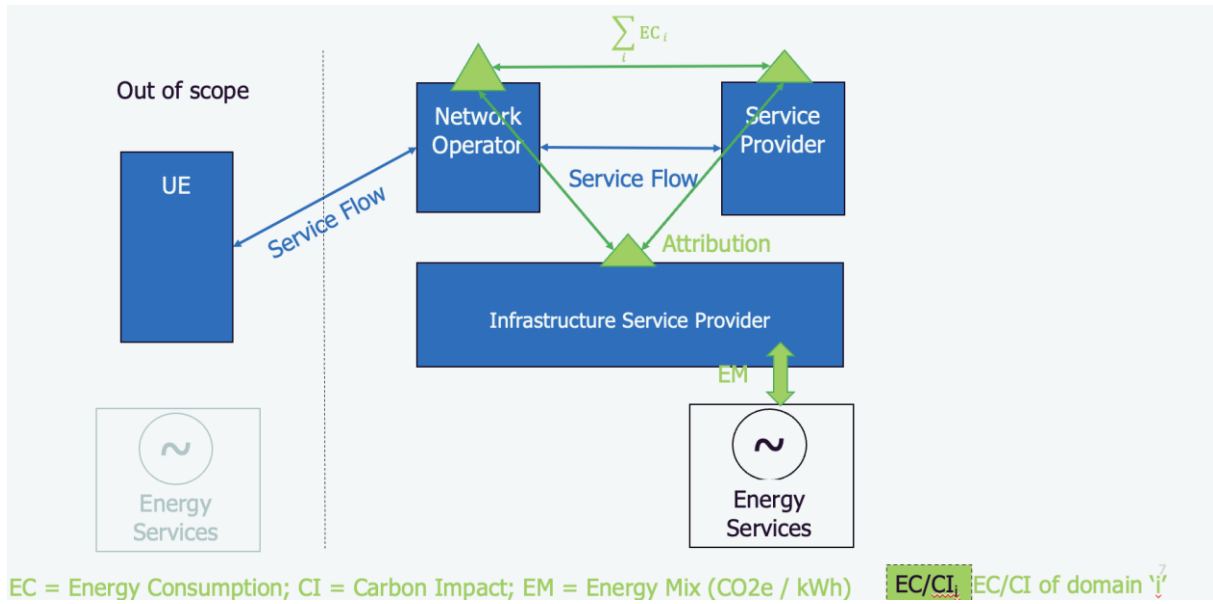 ∑ EC i
i
Out of scope
Network
Operator
Service
Provider
UE
Service Flow
Service Flow
Attribution
Infrastructure Service Provider
EM
~
Energy
Services
~
Energy
Services
EC = Energy Consumption; CI = Carbon Impact; EM = Energy Mix (CO2e / kWh)
EC/CIi EC/CI of domain ‘i’
7